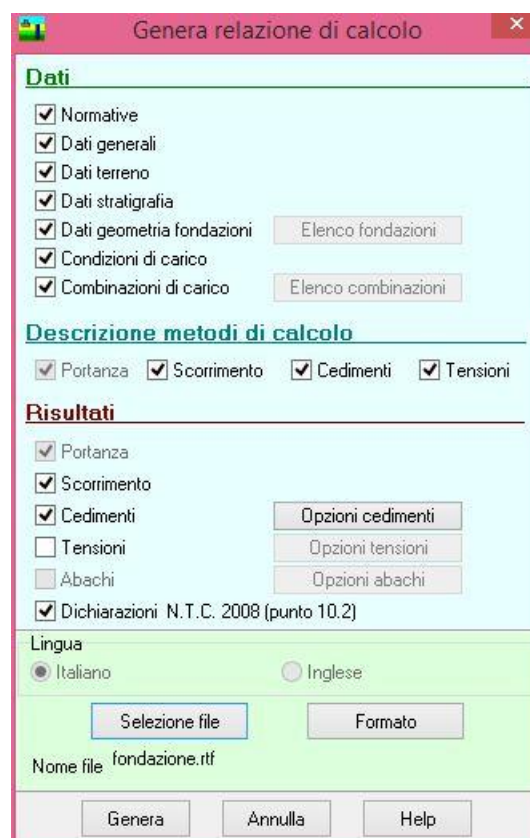 Genera relazione di calcolo
Dati
Normative
Dati generali
Dati terreno
Dati stratigrafia
Dati geometria fondazioni Elenco fondazioni
Condizioni di carico
Combinazioni di carico Elenco combinazioni
Descrizione metodi di calcolo
Portanza Scorrimento Cedimenti Tensioni
Risultati
Portanza
Scorrimento
Cedimenti Opzioni cedimenti
Tensioni Opzioni tensioni
Abachi Opzioni abachi
Dichiarazioni N.T.C. 2008 (punto 10.2)
Lingua
Italiano Inglese
Selezione file Formato
Nome file fondazione.rtf
Genera Annulla Help